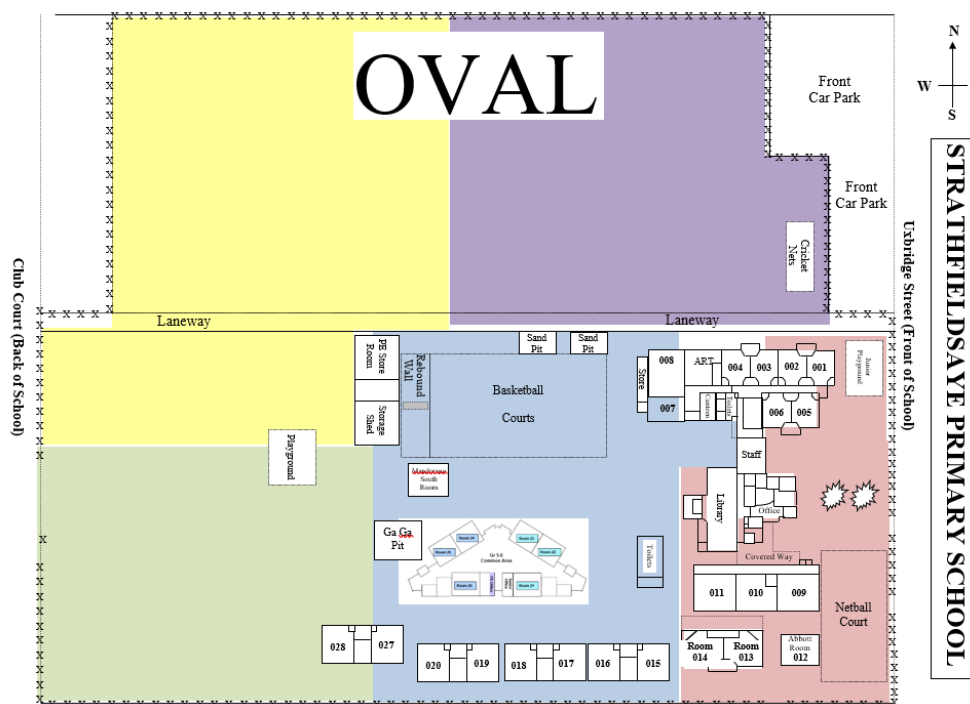 OVAL
N
W
S
Front
Car Park
Front
Car Park
Cricket
Nets
STRATHFIELDSAYE PRIMARY SCHOOL
Uxbridge Street (Front of School)
Club Court (Back of School)
Laneway
Laneway
PE Store
Room
Storage
Shed
Rebound
Wall
Sand
Pit
Sand
Pit
Basketball
Courts
Store
008
007
ART
004
003
002
001
Canteen
Toilets
006
005
Junior
Playground
Playground
Staff
South
Room
Library
Office
Ga Ga
Pit
Gr 5-6
Common Area
Toilets
Covered Way
011
010
009
Netball
Court
028
027
020
019
018
017
016
015
Room
014
Room
013
Abbott
Room
012